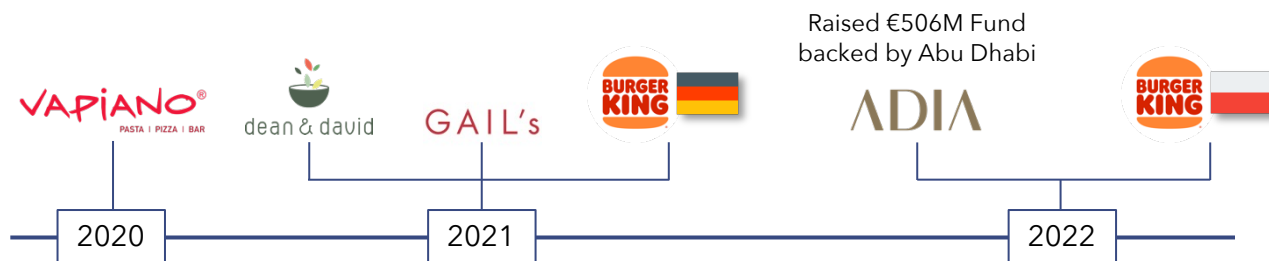 Raised €506M Fund
backed by Abu Dhabi
VAPiANO®
PASTA | PIZZA | BAR
dean & david
GAIL's
BURGER
KING
ADIA
BURGER
KING
2020
2021
2022